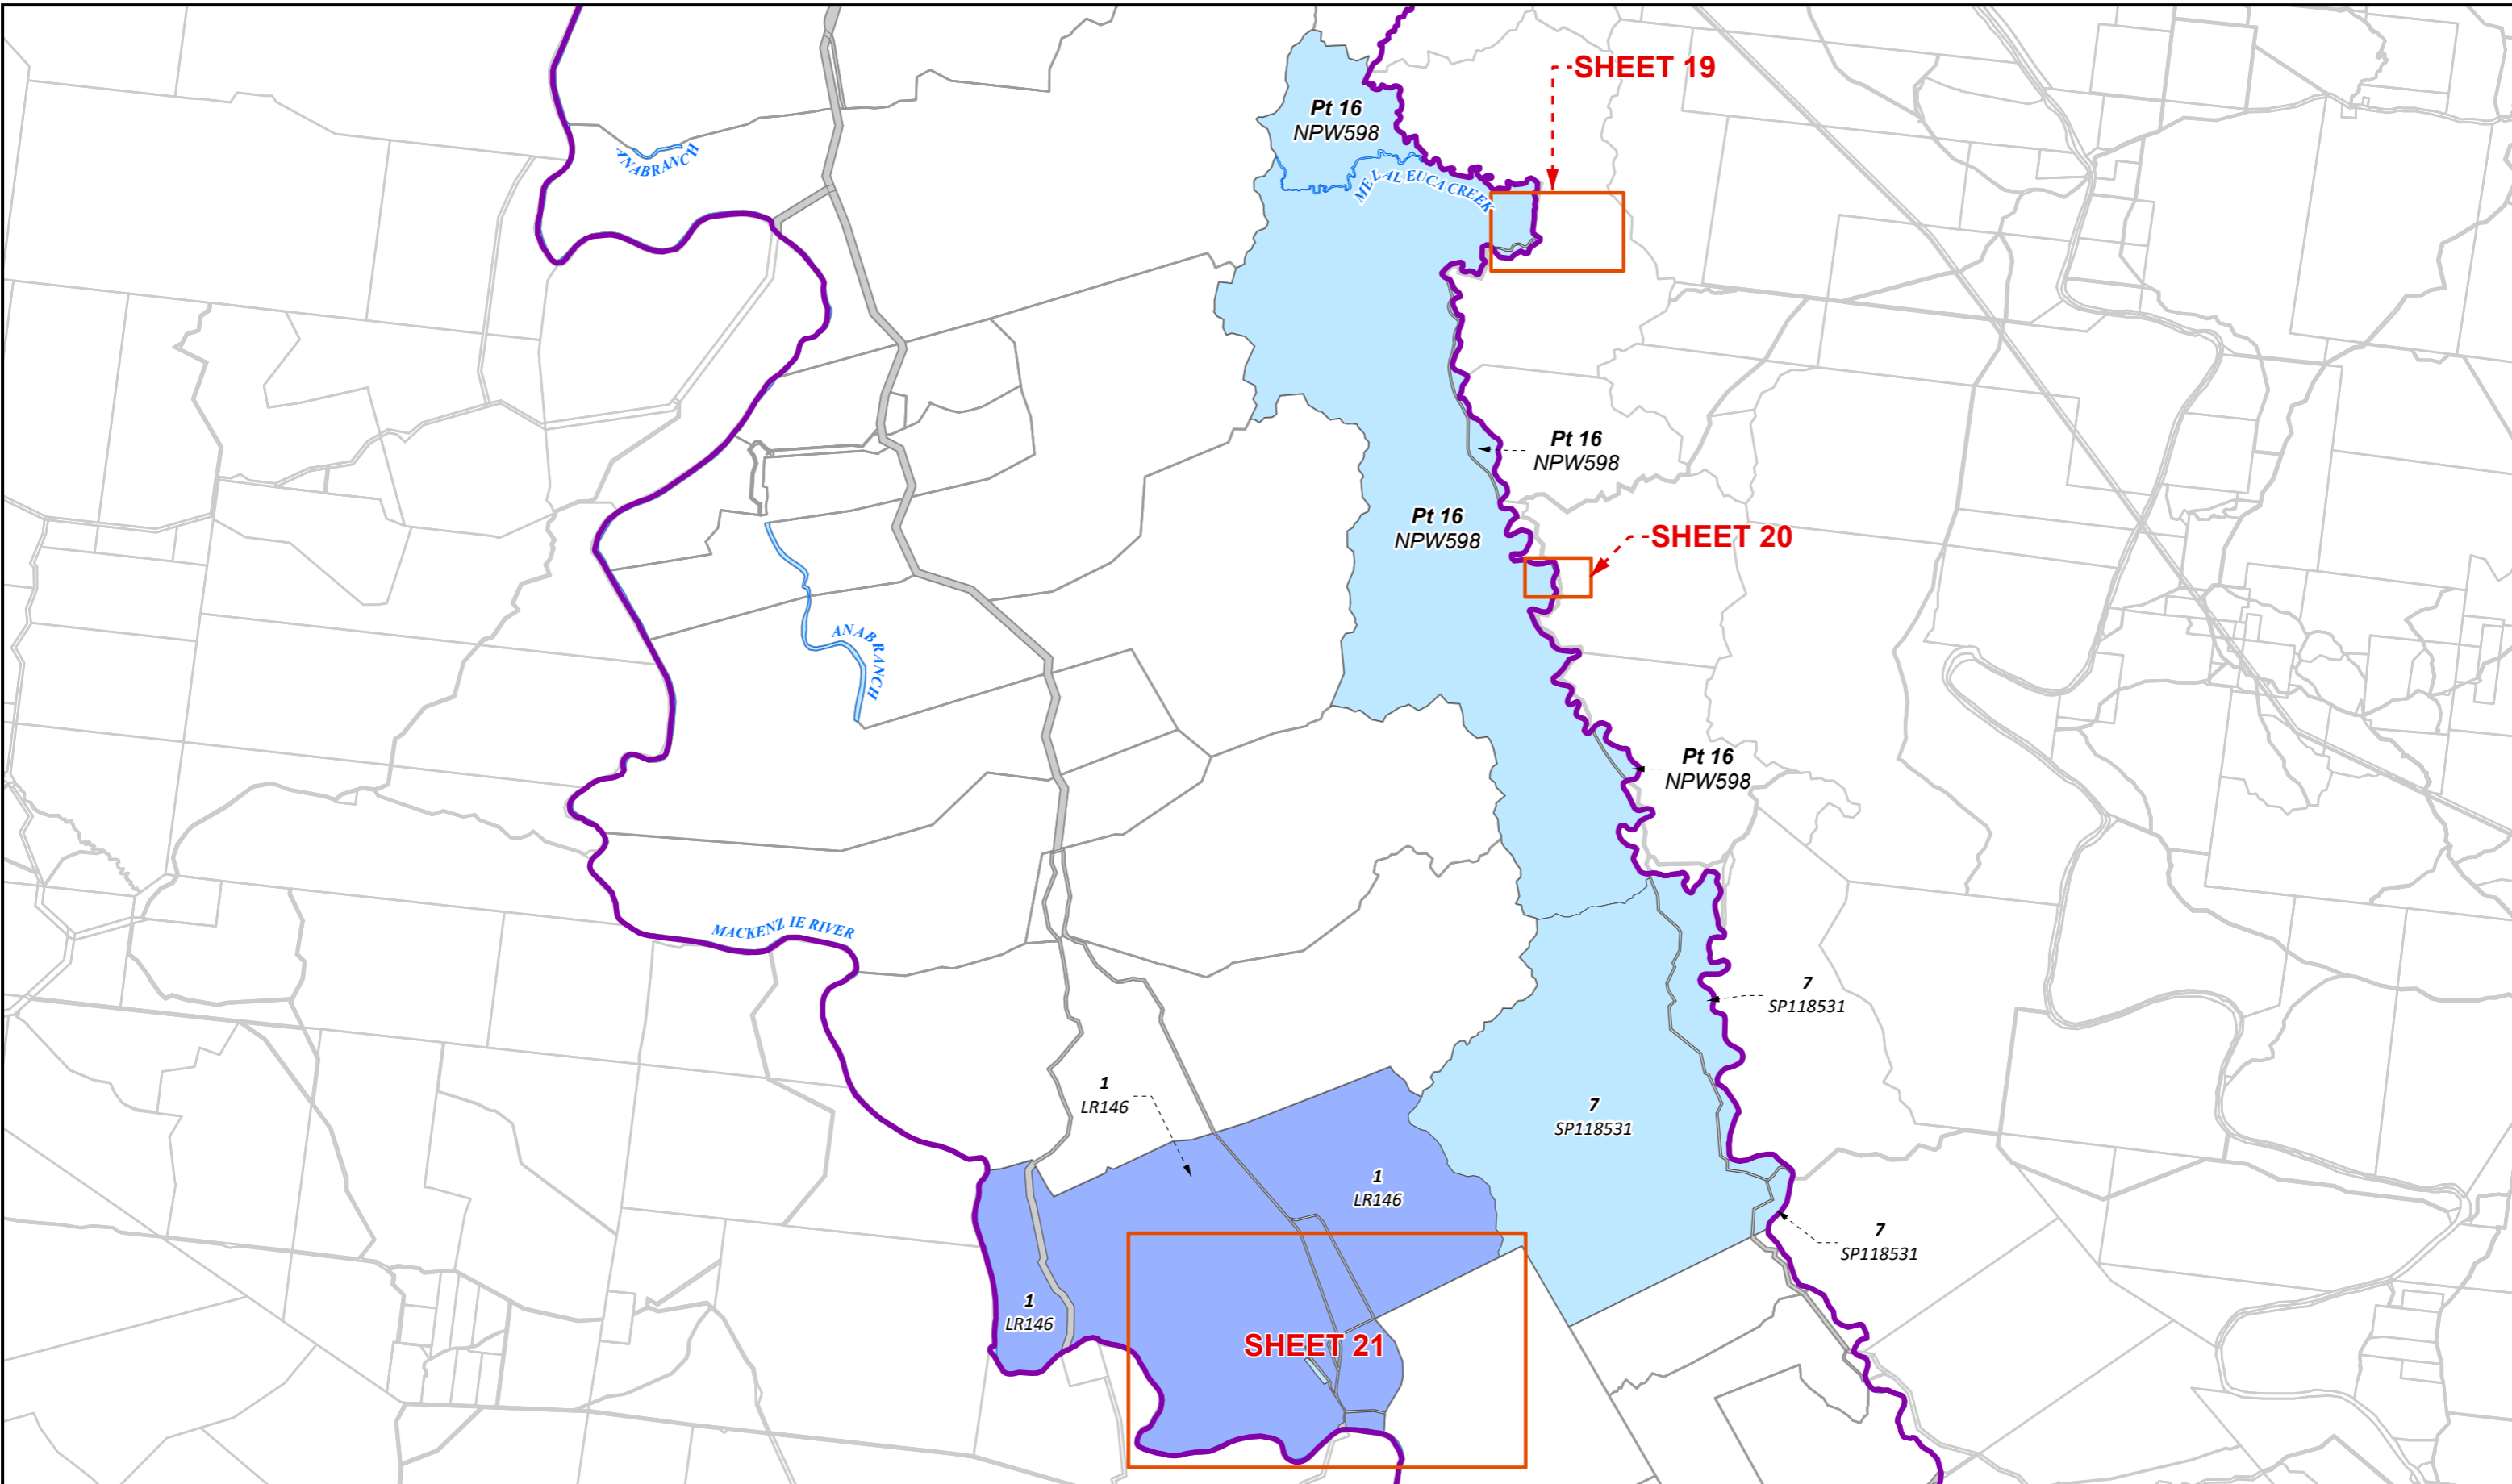 SHEET 19
Pt 16
NPW598
ANABRANCH
MELALEUCA CREEK
Pt 16
NPW598
Pt 16
NPW598
SHEET 20
ANABRANCH
Pt 16
NPW598
MACKENZIE RIVER
7
SP118531
1
LR146
7
SP118531
1
LR146
7
SP118531
1
LR146
SHEET 21